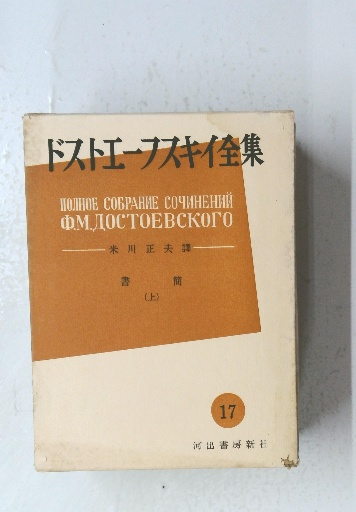 ドストエーフスキイ全集
ПОЛНОЕ СОБРАНИЕ СОЧИНЕНИЙ
Ф.М.ДОСТОЕВСКОГО
米川正夫譯
書簡
(上)
17
河出書房新社